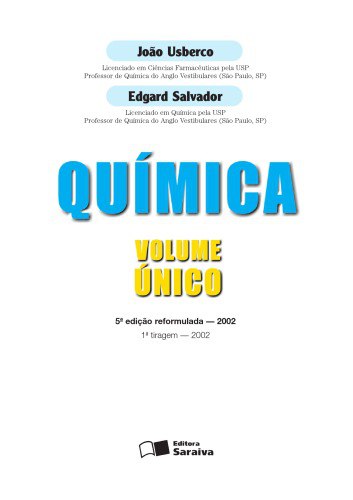 João Usberco
Licenciado em Ciências Farmacêuticas pela USP
Professor de Química do Anglo Vestibulares (São Paulo, SP)
Edgard Salvador
Licenciado em Química pela USP
Professor de Química do Anglo Vestibulares (São Paulo, SP)
QUÍMICA
VOLUME
ÚNICO
5ª edição reformulada — 2002
1ª tiragem — 2002
Editora
Saraiva